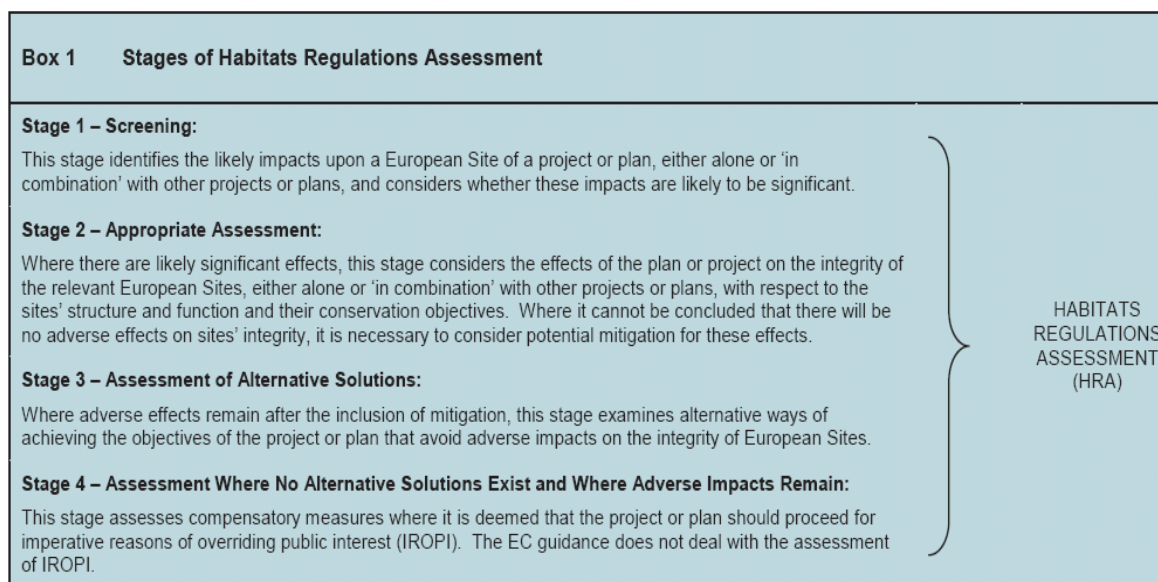 Box 1 Stages of Habitats Regulations Assessment
Stage 1 – Screening:
This stage identifies the likely impacts upon a European Site of a project or plan, either alone or ‘in
combination’ with other projects or plans, and considers whether these impacts are likely to be significant.
Stage 2 – Appropriate Assessment:
Where there are likely significant effects, this stage considers the effects of the plan or project on the integrity of
the relevant European Sites, either alone or ‘in combination’ with other projects or plans, with respect to the
sites’ structure and function and their conservation objectives. Where it cannot be concluded that there will be
no adverse effects on sites’ integrity, it is necessary to consider potential mitigation for these effects.
Stage 3 – Assessment of Alternative Solutions:
Where adverse effects remain after the inclusion of mitigation, this stage examines alternative ways of
achieving the objectives of the project or plan that avoid adverse impacts on the integrity of European Sites.
Stage 4 – Assessment Where No Alternative Solutions Exist and Where Adverse Impacts Remain:
This stage assesses compensatory measures where it is deemed that the project or plan should proceed for
imperative reasons of overriding public interest (IROPI). The EC guidance does not deal with the assessment
of IROPI.
HABITATS
REGULATIONS
ASSESSMENT
(HRA)